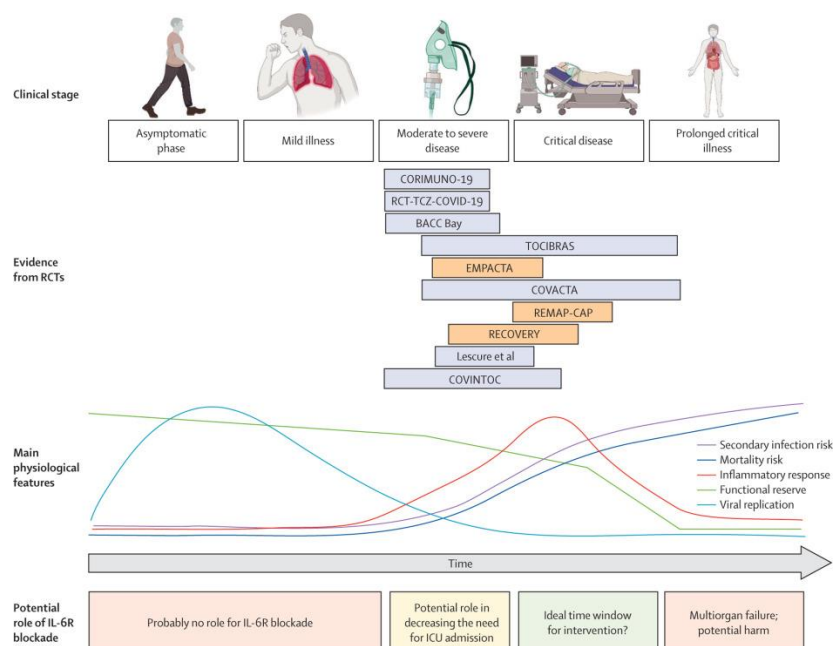 Clinical stage
Asymptomatic
phase
Mild illness
Moderate to severe
disease
Critical disease
Prolonged critical
illness
Evidence
from RCTs
CORIMUNO-19
RCT-TCZ-COVID-19
BACC Bay
TOCIBRAS
EMPACTA
COVACTA
REMAP-CAP
RECOVERY
Lescure et al
COVINTOC
Main
physiological
features
Secondary infection risk
Mortality risk
Inflammatory response
Functional reserve
Viral replication
Time
Potential
role of IL-6R
blockade
Probably no role for IL-6R blockade
Potential role in
decreasing the need
for ICU admission
Ideal time window
for intervention?
Multiorgan failure;
potential harm